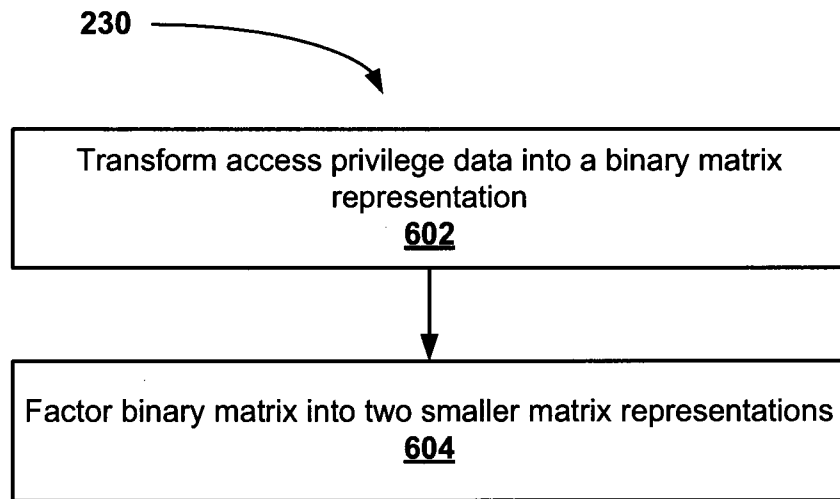 230
Transform access privilege data into a binary matrix
representation
602
Factor binary matrix into two smaller matrix representations
604